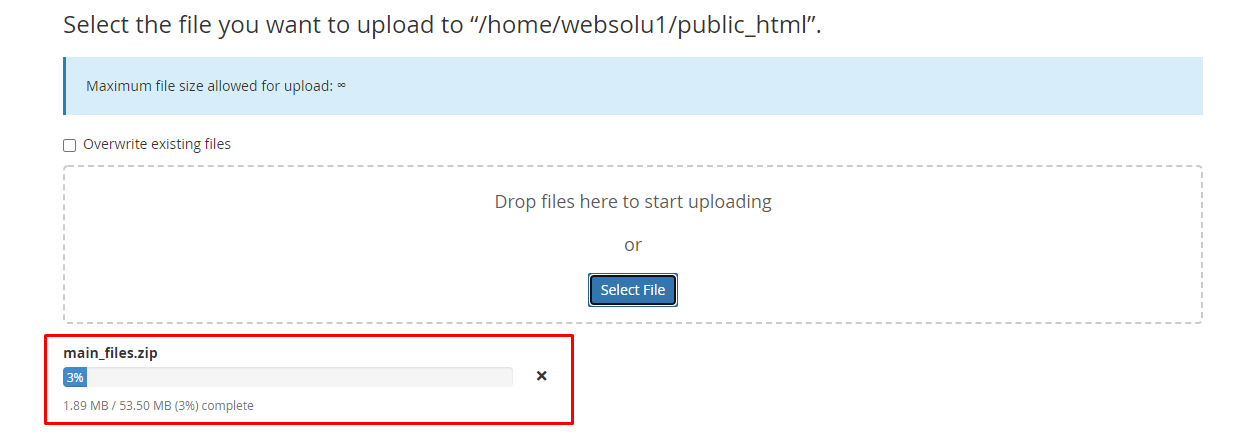 Select the file you want to upload to “/home/websolu1/public_html”.
Maximum file size allowed for upload: ∞
Overwrite existing files
Drop files here to start uploading
or
Select File
main_files.zip
3%
1.89 MB / 53.50 MB (3%) complete